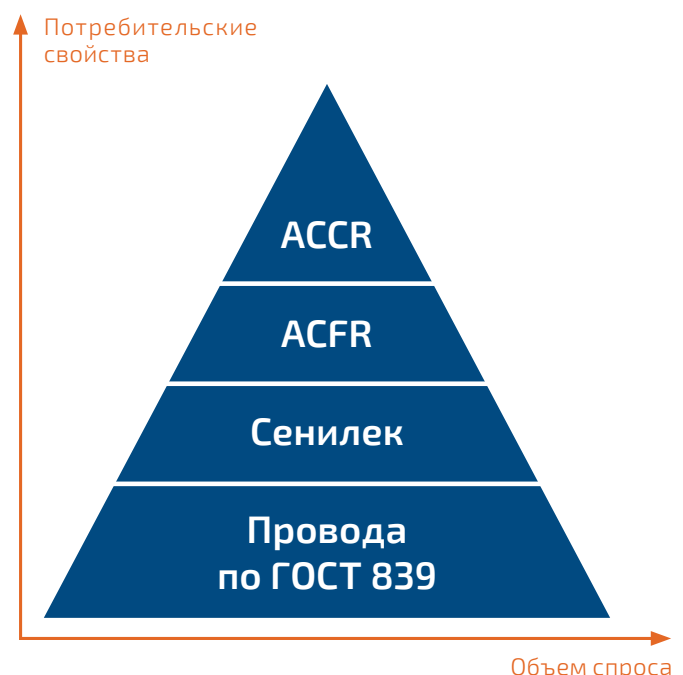 Потребительские
свойства
ACCR
ACFR
Сенилек
Провода
по ГОСТ 839
Объем спроса